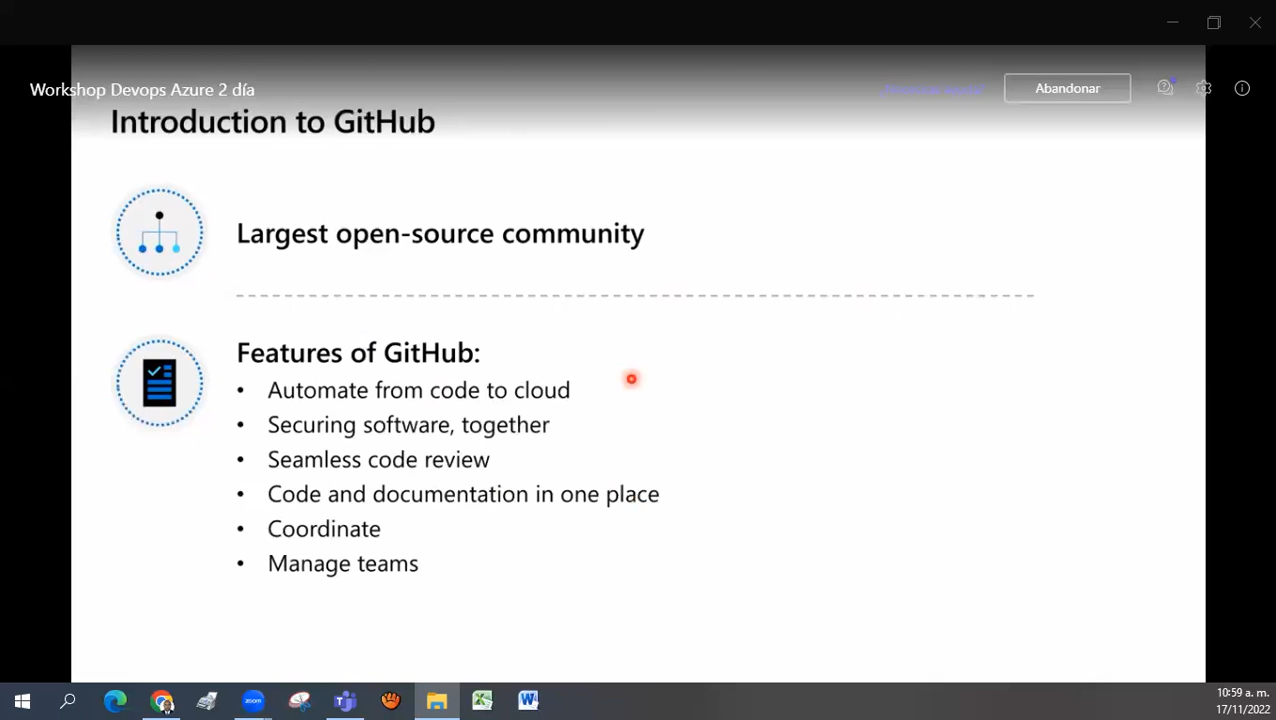 Workshop Devops Azure 2 día
Abandonar
Introduction to GitHub
Largest open-source community
Features of GitHub:
• Automate from code to cloud
• Securing software, together
• Seamless code review
• Code and documentation in one place
• Coordinate
• Manage teams
zoom
10:59 a. m.
17/11/2022